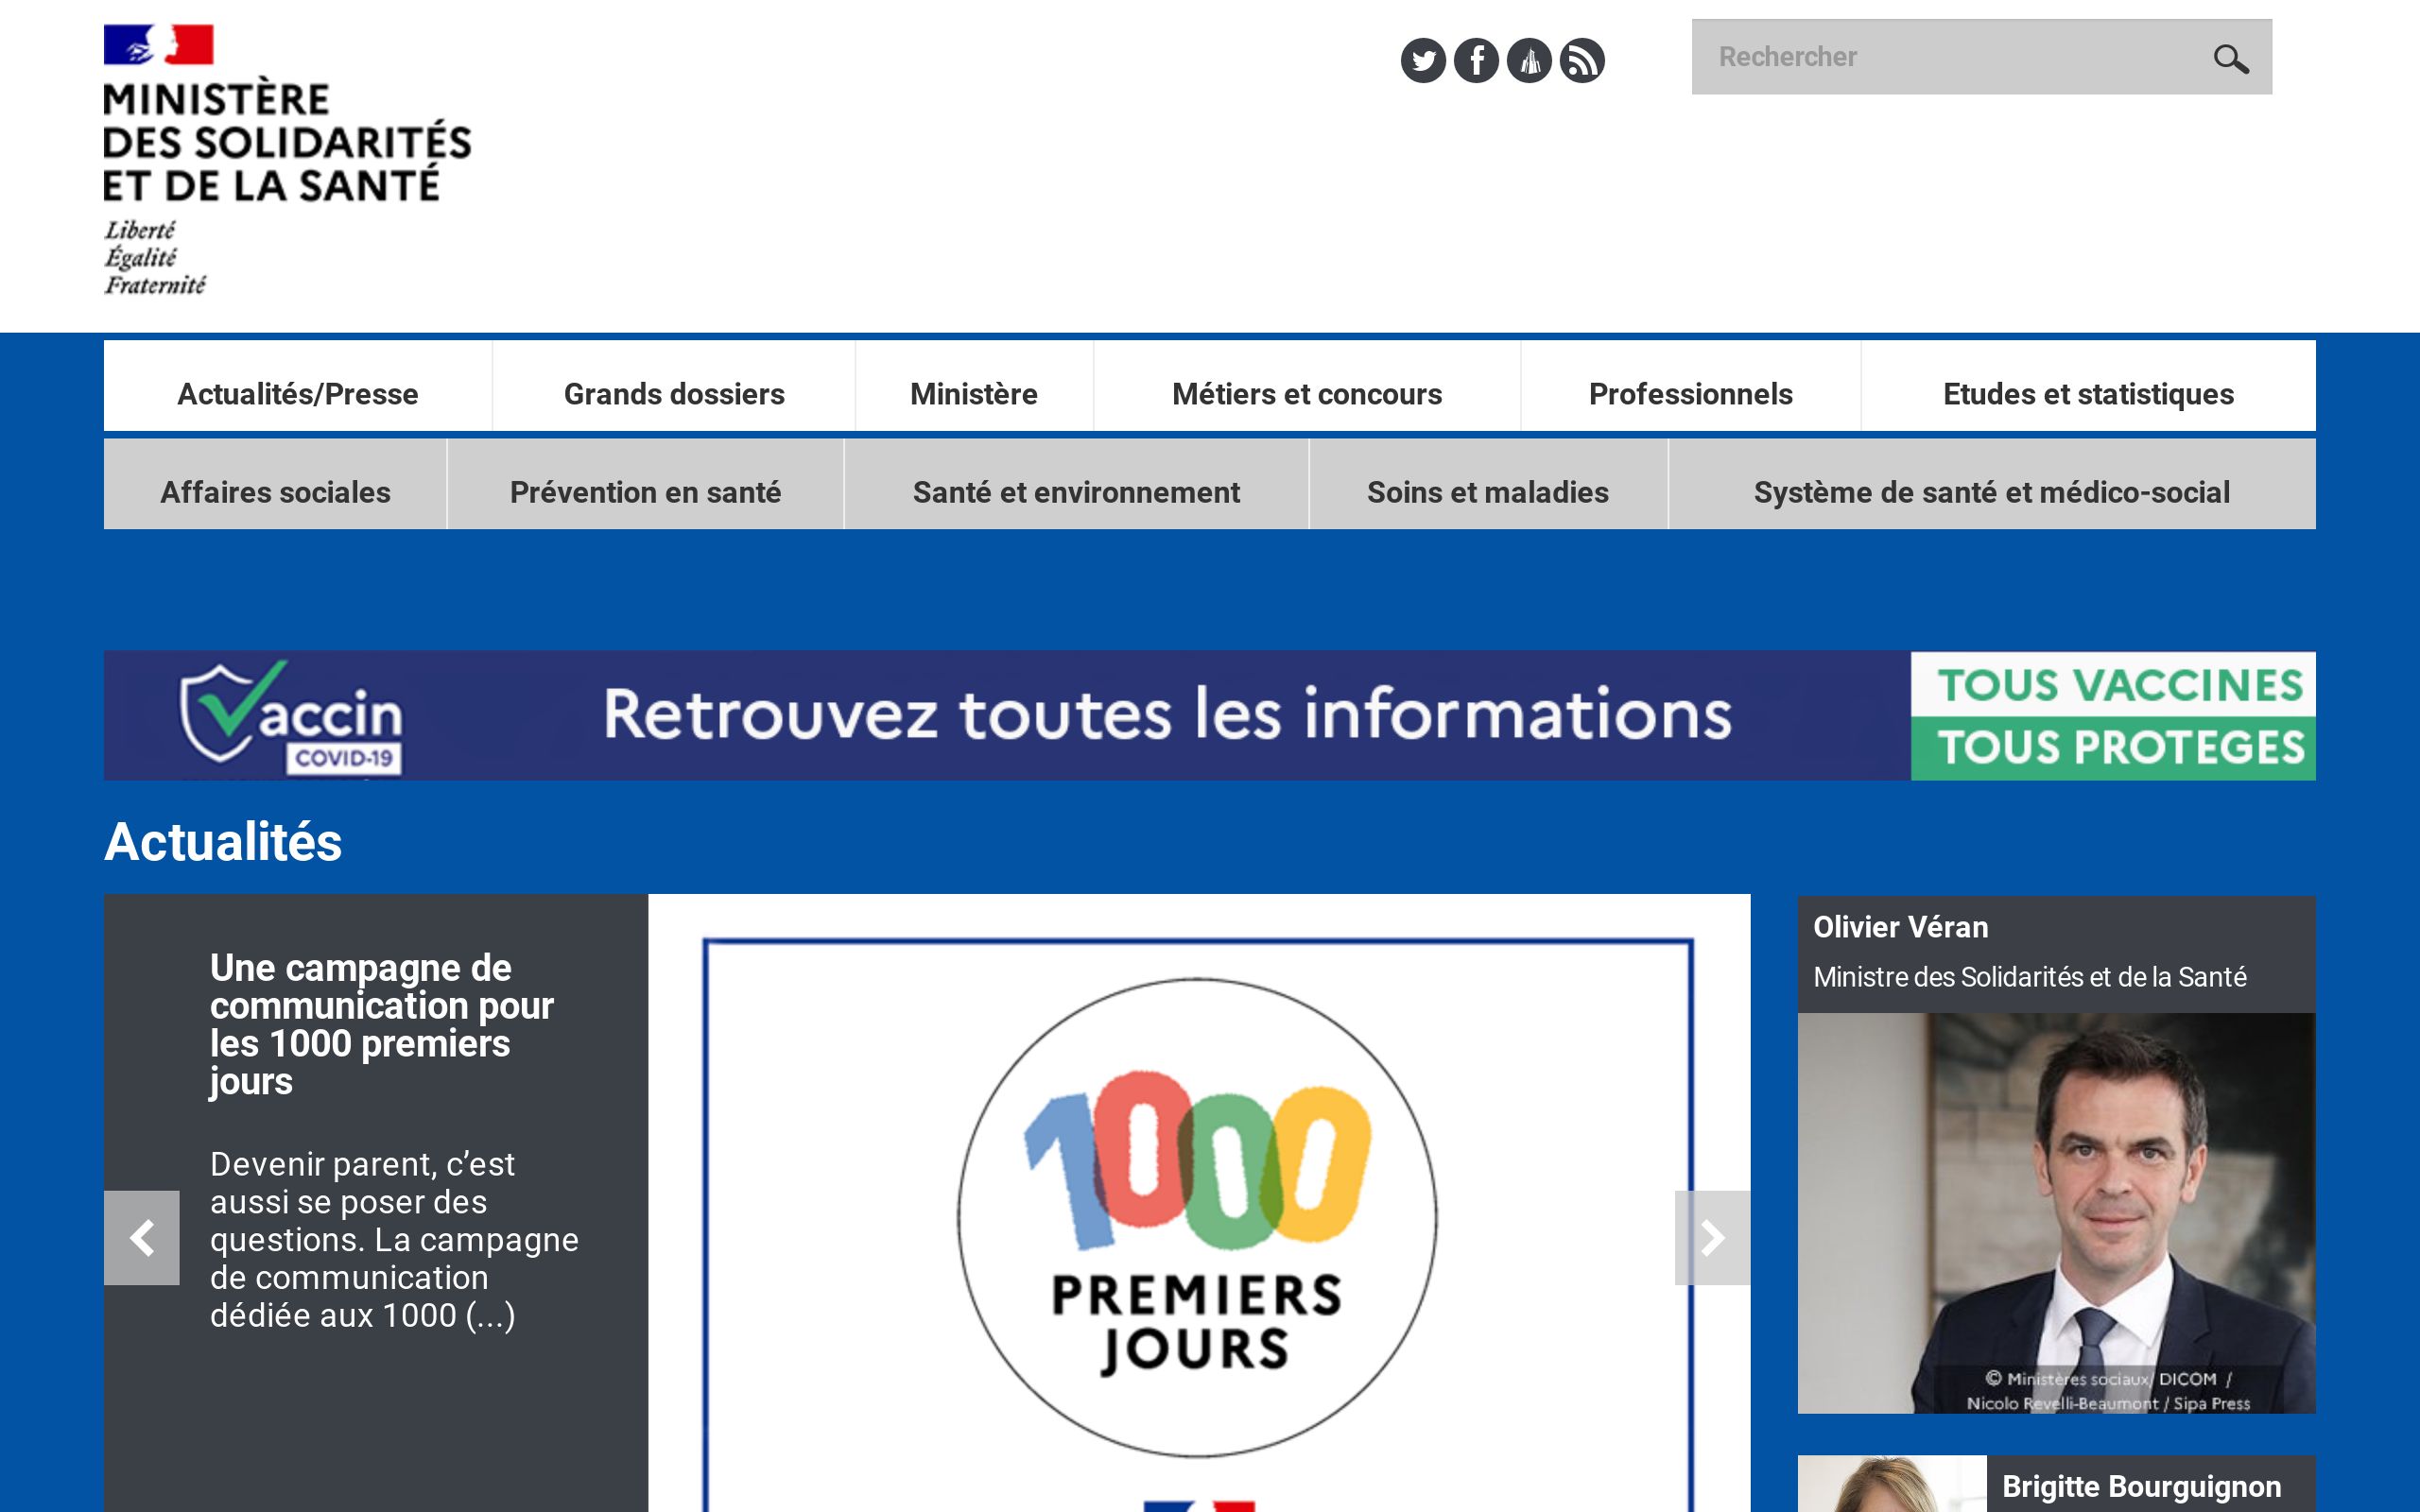 MINISTÈRE
DES SOLIDARITÉS
ET DE LA SANTÉ
Liberté
Égalité
Fraternité
Rechercher
Actualités/Presse
Grands dossiers
Ministère
Métiers et concours
Professionnels
Etudes et statistiques
Affaires sociales
Prévention en santé
Santé et environnement
Soins et maladies
Système de santé et médico-social
Vaccin
COVID-19
Retrouvez toutes les informations
TOUS VACCINES
TOUS PROTEGES
Actualités
Une campagne de
communication pour
les 1000 premiers
jours
Devenir parent, c’est
aussi se poser des
questions. La campagne
de communication
dédiée aux 1000 (...)
1000
PREMIERS
JOURS
Olivier Véran
Ministre des Solidarités et de la Santé
© Ministères sociaux/ DICOM /
Nicolo Revelli-Beaumont / Sipa Press
Brigitte Bourguignon